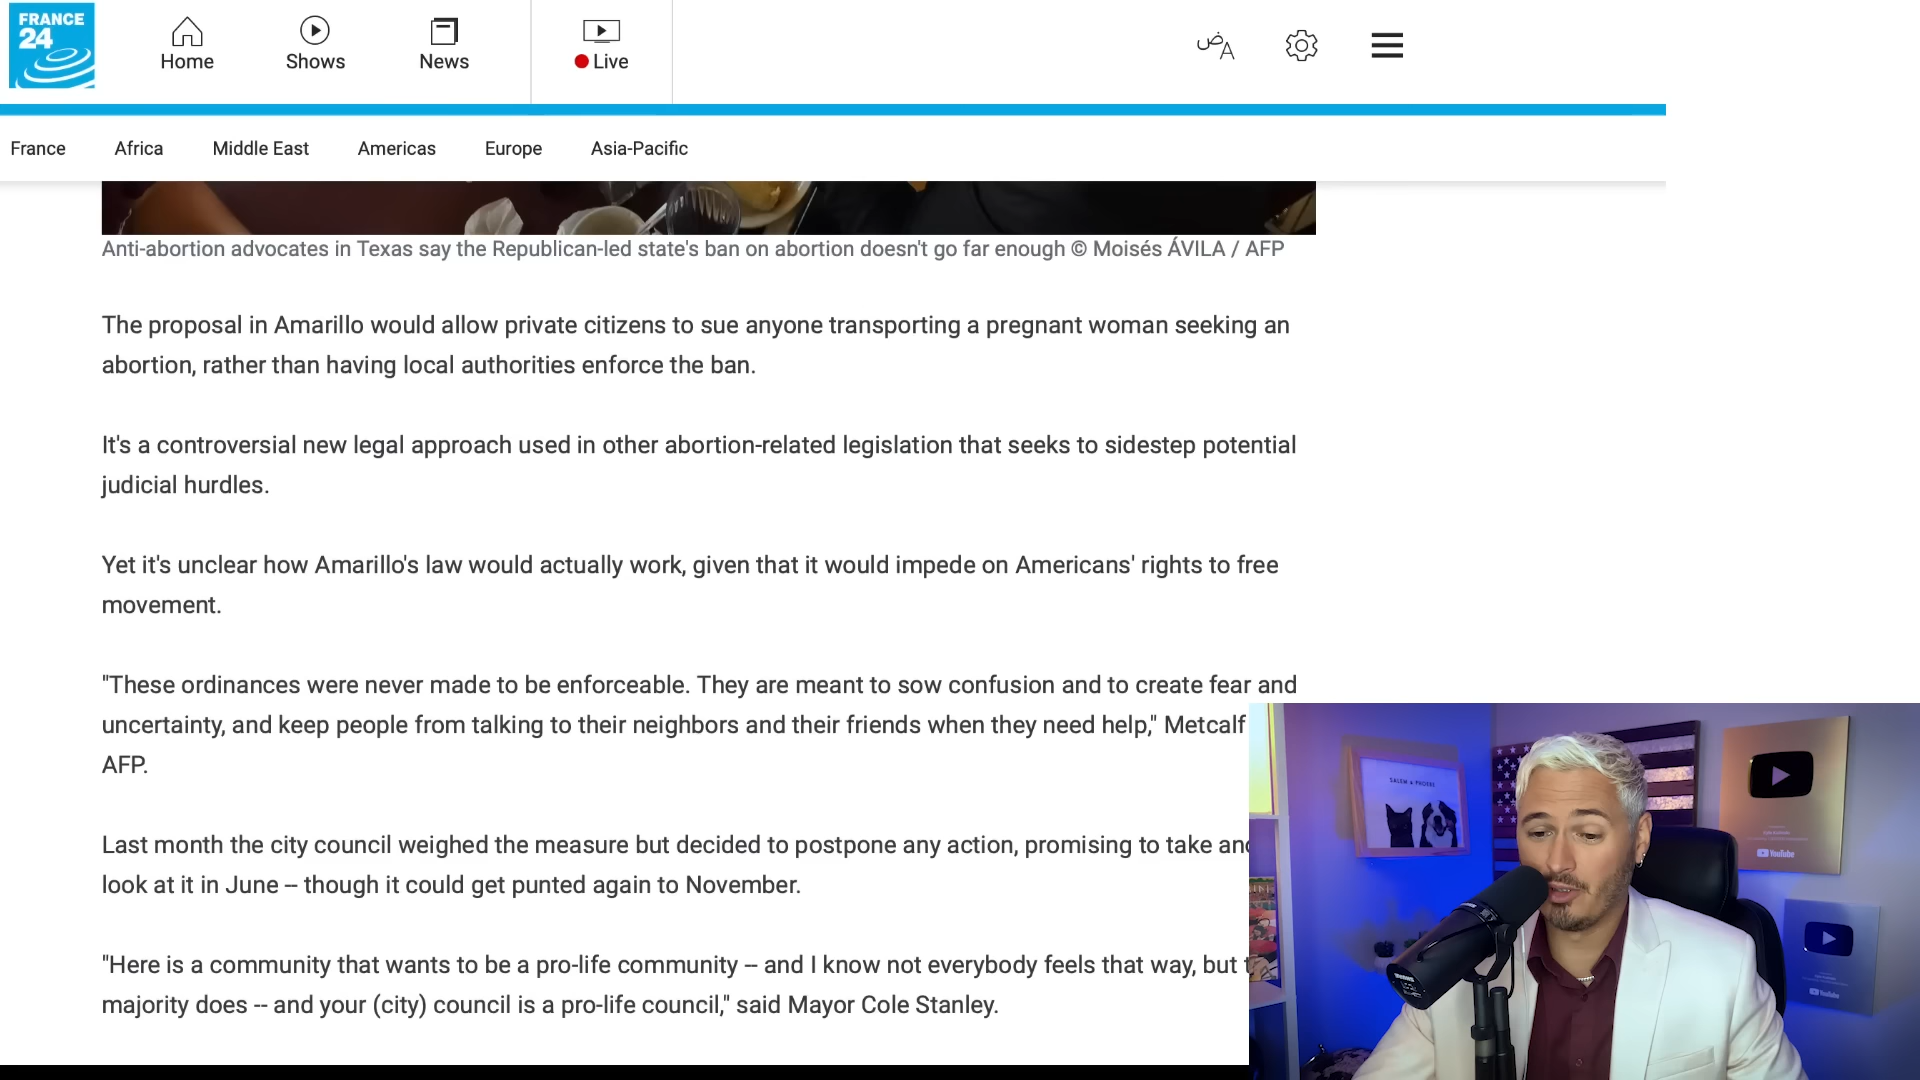 FRANCE
24
Home
Shows
News
Live
ض A
France
Africa
Middle East
Americas
Europe
Asia-Pacific
Anti-abortion advocates in Texas say the Republican-led state's ban on abortion doesn't go far enough © Moisés ÁVILA / AFP
The proposal in Amarillo would allow private citizens to sue anyone transporting a pregnant woman seeking an
abortion, rather than having local authorities enforce the ban.
It's a controversial new legal approach used in other abortion-related legislation that seeks to sidestep potential
judicial hurdles.
Yet it's unclear how Amarillo's law would actually work, given that it would impede on Americans' rights to free
movement.
"These ordinances were never made to be enforceable. They are meant to sow confusion and to create fear and
uncertainty, and keep people from talking to their neighbors and their friends when they need help," Metcalf
AFP.
Last month the city council weighed the measure but decided to postpone any action, promising to take
look at it in June -- though it could get punted again to November.
"Here is a community that wants to be a pro-life community -- and I know not everybody feels that way, but
majority does -- and your (city) council is a pro-life council," said Mayor Cole Stanley.
SALEM & PHOEBE
YouTube
YouTube